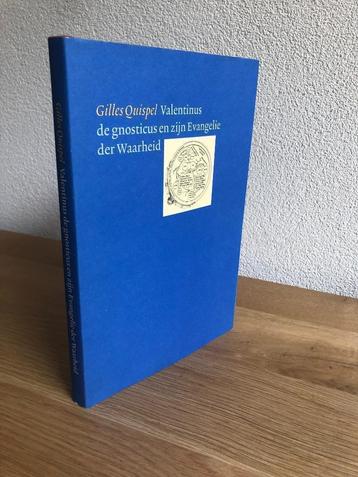 Gilles Quispel Valentinus
de gnosticus en zijn Evangelie
der Waarheid
Gilles Quispel Valentinus de gnosticus en zijn Evangelie der Waarheid